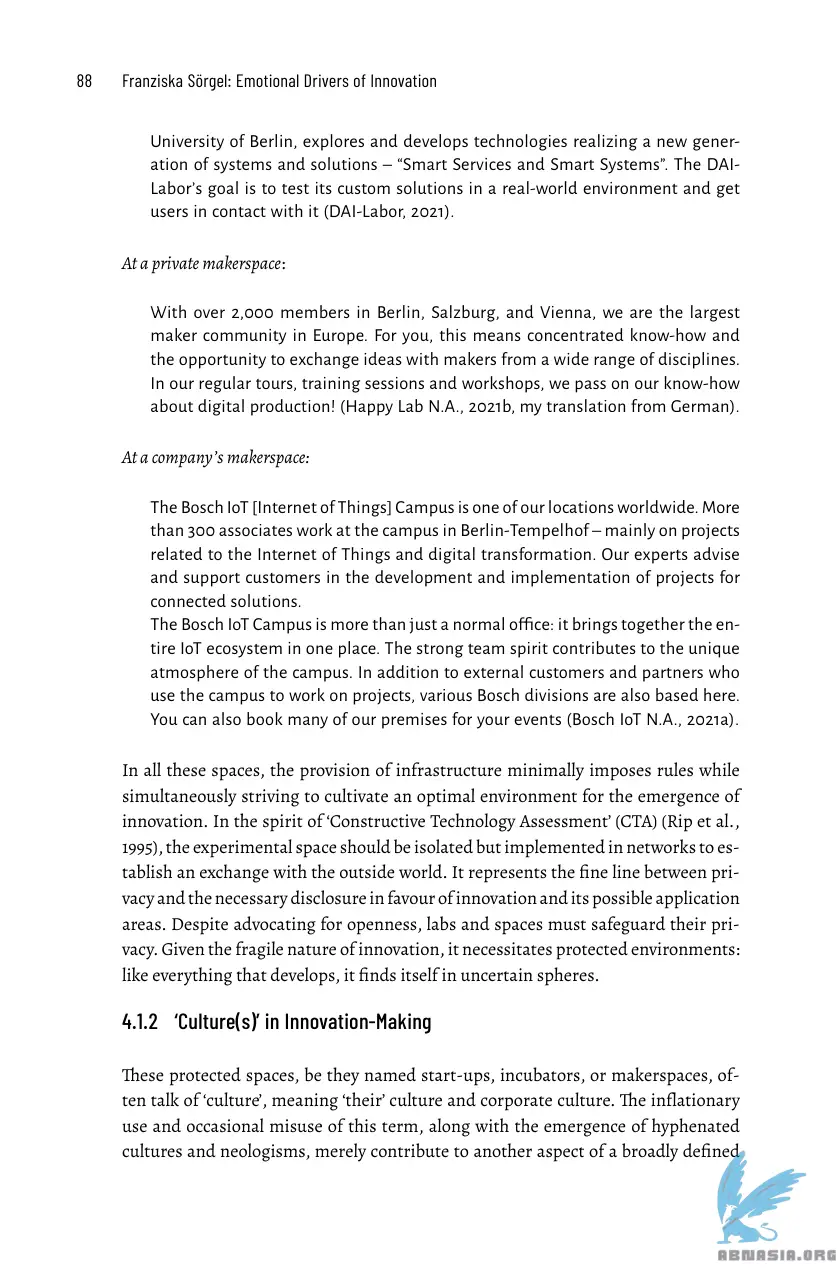 88 Franziska Sörgel: Emotional Drivers of Innovation
University of Berlin, explores and develops technologies realizing a new gener-
ation of systems and solutions – “Smart Services and Smart Systems”. The DAI-
Labor’s goal is to test its custom solutions in a real-world environment and get
users in contact with it (DAI-Labor, 2021).
At a private makerspace:
With over 2,000 members in Berlin, Salzburg, and Vienna, we are the largest
maker community in Europe. For you, this means concentrated know-how and
the opportunity to exchange ideas with makers from a wide range of disciplines.
In our regular tours, training sessions and workshops, we pass on our know-how
about digital production! (Happy Lab N.A., 2021b, my translation from German).
At a company’s makerspace:
The Bosch IoT [Internet of Things] Campus is one of our locations worldwide. More
than 300 associates work at the campus in Berlin-Tempelhof – mainly on projects
related to the Internet of Things and digital transformation. Our experts advise
and support customers in the development and implementation of projects for
connected solutions.
The Bosch IoT Campus is more than just a normal office: it brings together the en-
tire IoT ecosystem in one place. The strong team spirit contributes to the unique
atmosphere of the campus. In addition to external customers and partners who
use the campus to work on projects, various Bosch divisions are also based here.
You can also book many of our premises for your events (Bosch IoT N.A., 2021a).
In all these spaces, the provision of infrastructure minimally imposes rules while
simultaneously striving to cultivate an optimal environment for the emergence of
innovation. In the spirit of ‘Constructive Technology Assessment’ (CTA) (Rip et al.,
1995), the experimental space should be isolated but implemented in networks to es-
tablish an exchange with the outside world. It represents the fine line between pri-
vacy and the necessary disclosure in favour of innovation and its possible application
areas. Despite advocating for openness, labs and spaces must safeguard their pri-
vacy. Given the fragile nature of innovation, it necessitates protected environments:
like everything that develops, it finds itself in uncertain spheres.
4.1.2 ‘Culture(s)’ in Innovation-Making
These protected spaces, be they named start-ups, incubators, or makerspaces, of-
ten talk of ‘culture’, meaning ‘their’ culture and corporate culture. The inflationary
use and occasional misuse of this term, along with the emergence of hyphenated
cultures and neologisms, merely contribute to another aspect of a broadly defined
ABNASIA.ORG